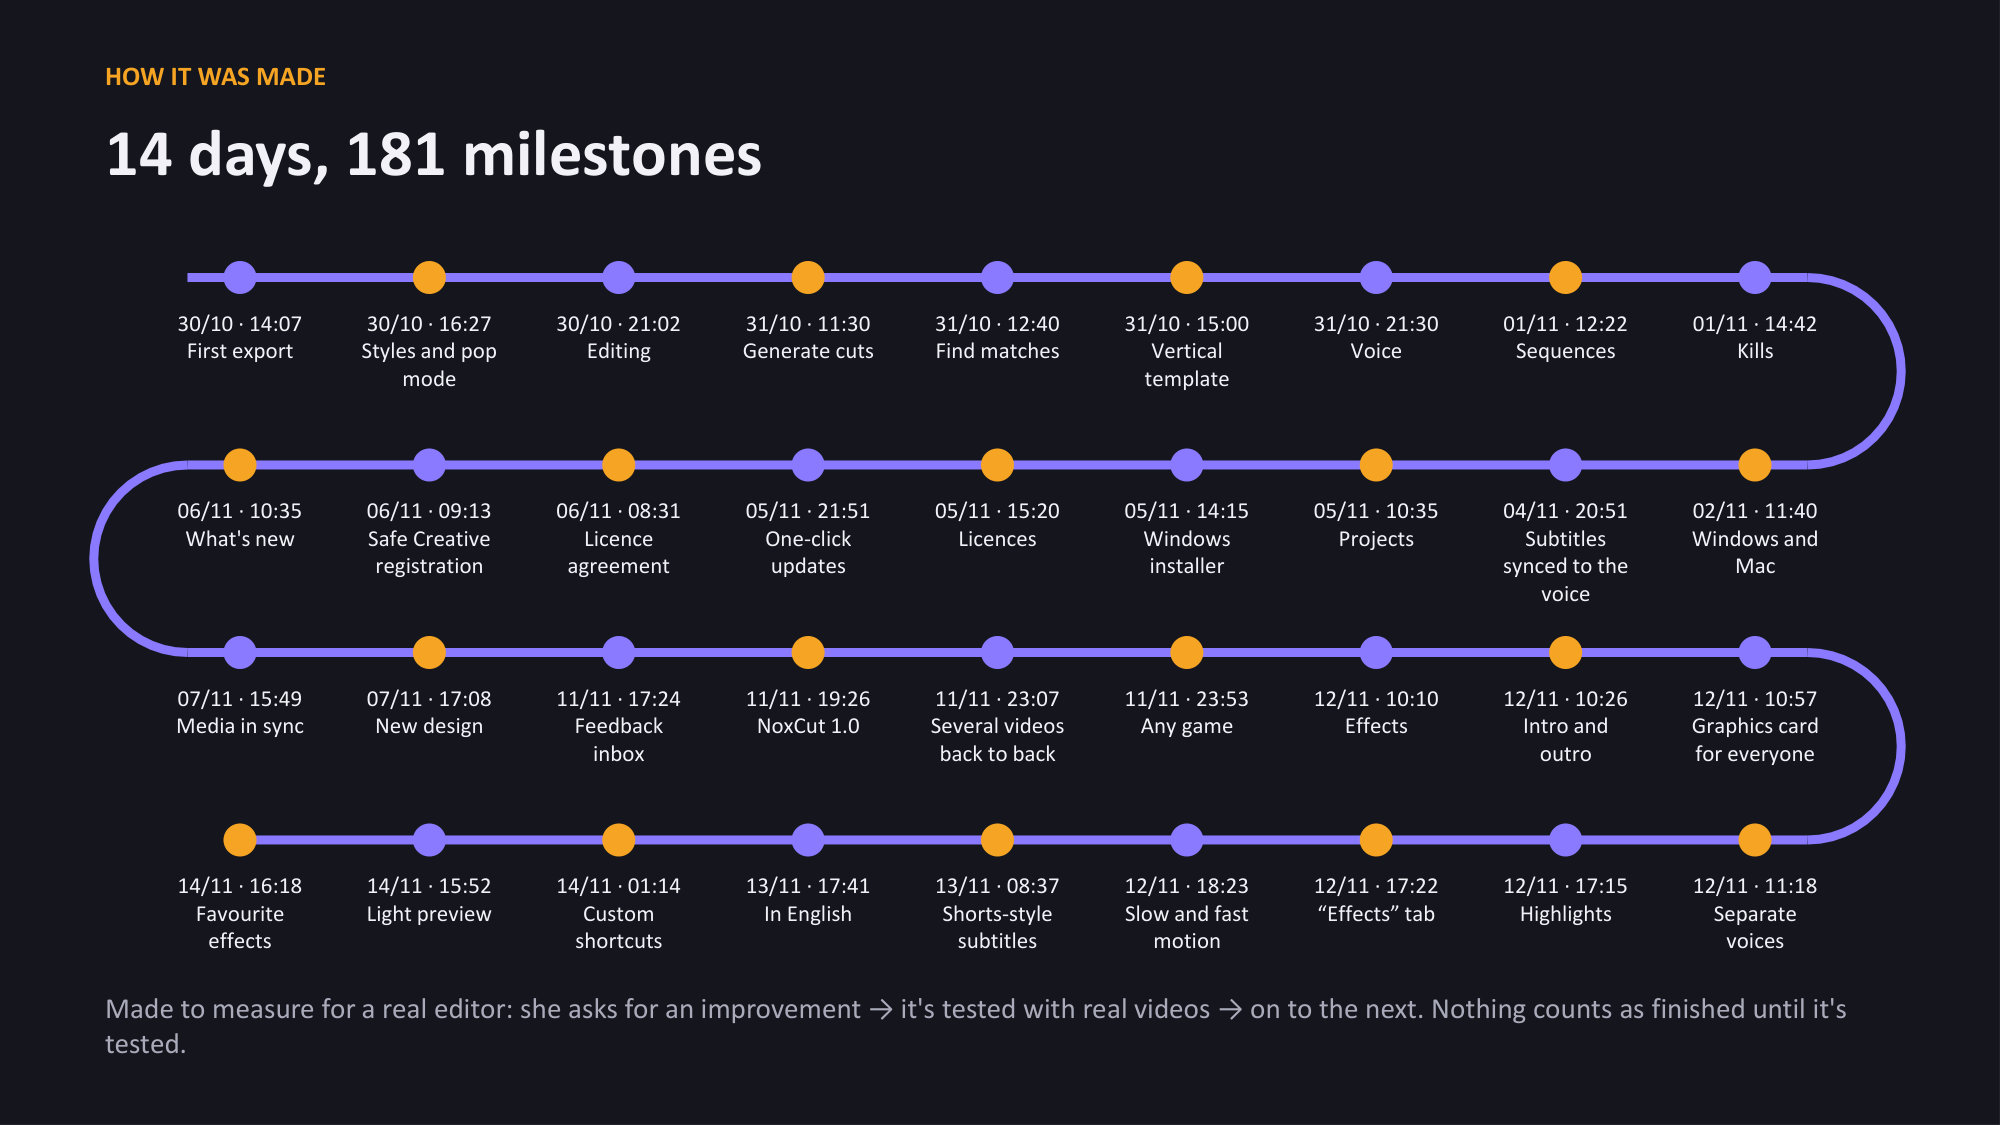 HOW IT WAS MADE
14 days, 181 milestones
30/10 · 14:07
First export
30/10 · 16:27
Styles and pop
mode
30/10 · 21:02
Editing
31/10 · 11:30
Generate cuts
31/10 · 12:40
Find matches
31/10 · 15:00
Vertical
template
31/10 · 21:30
Voice
01/11 · 12:22
Sequences
01/11 · 14:42
Kills
06/11 · 10:35
What's new
06/11 · 09:13
Safe Creative
registration
06/11 · 08:31
Licence
agreement
05/11 · 21:51
One-click
updates
05/11 · 15:20
Licences
05/11 · 14:15
Windows
installer
05/11 · 10:35
Projects
04/11 · 20:51
Subtitles
synced to the
voice
02/11 · 11:40
Windows and
Mac
07/11 · 15:49
Media in sync
07/11 · 17:08
New design
11/11 · 17:24
Feedback
inbox
11/11 · 19:26
NoxCut 1.0
11/11 · 23:07
Several videos
back to back
11/11 · 23:53
Any game
12/11 · 10:10
Effects
12/11 · 10:26
Intro and
outro
12/11 · 10:57
Graphics card
for everyone
14/11 · 16:18
Favourite
effects
14/11 · 15:52
Light preview
14/11 · 01:14
Custom
shortcuts
13/11 · 17:41
In English
13/11 · 08:37
Shorts-style
subtitles
12/11 · 18:23
Slow and fast
motion
12/11 · 17:22
“Effects” tab
12/11 · 17:15
Highlights
12/11 · 11:18
Separate
voices
Made to measure for a real editor: she asks for an improvement → it's tested with real videos → on to the next. Nothing counts as finished until it's
tested.